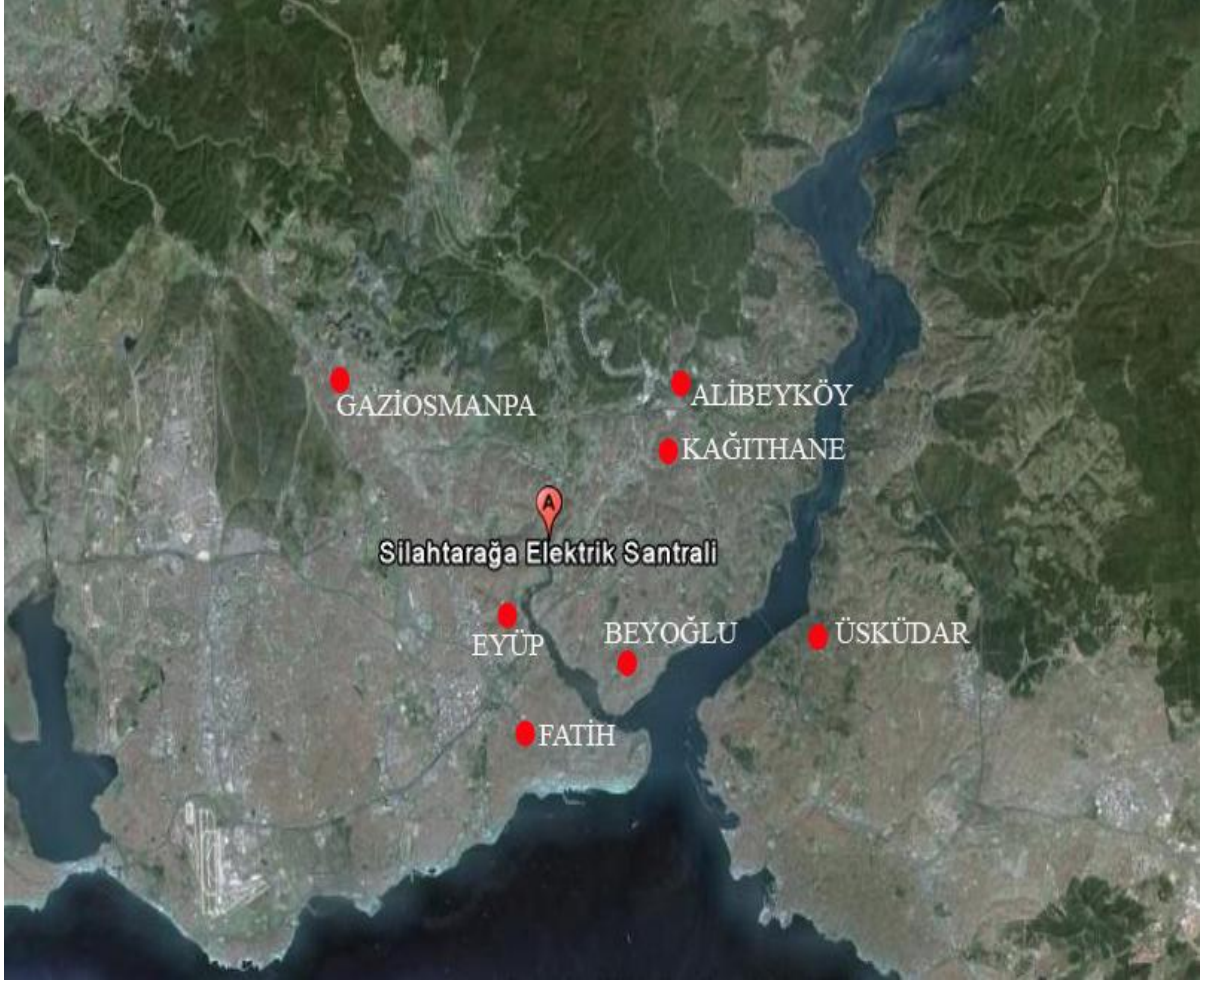 ALİBEYKÖY
GAZİOSMANPA
KAĞITHANE
A
Silahtarağa Elektrik Santrali
BEYOĞLU
ÜSKÜDAR
EYÜP
FATİH